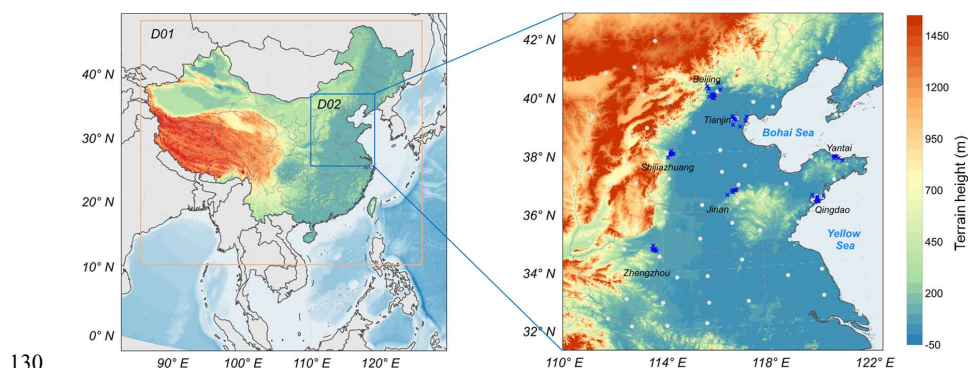 D01
D02
40° N
30° N
20° N
10° N
0° N
90° E
100° E
110° E
120° E
42° N
40° N
38° N
36° N
34° N
32° N
110° E
114° E
118° E
122° E
Beijing
Tianjin
Bohai Sea
Yantai
Shijiazhuang
Jinan
Qingdao
Yellow
Sea
Zhengzhou
1450
1200
950
700
450
200
-50
Terrain height (m)
130